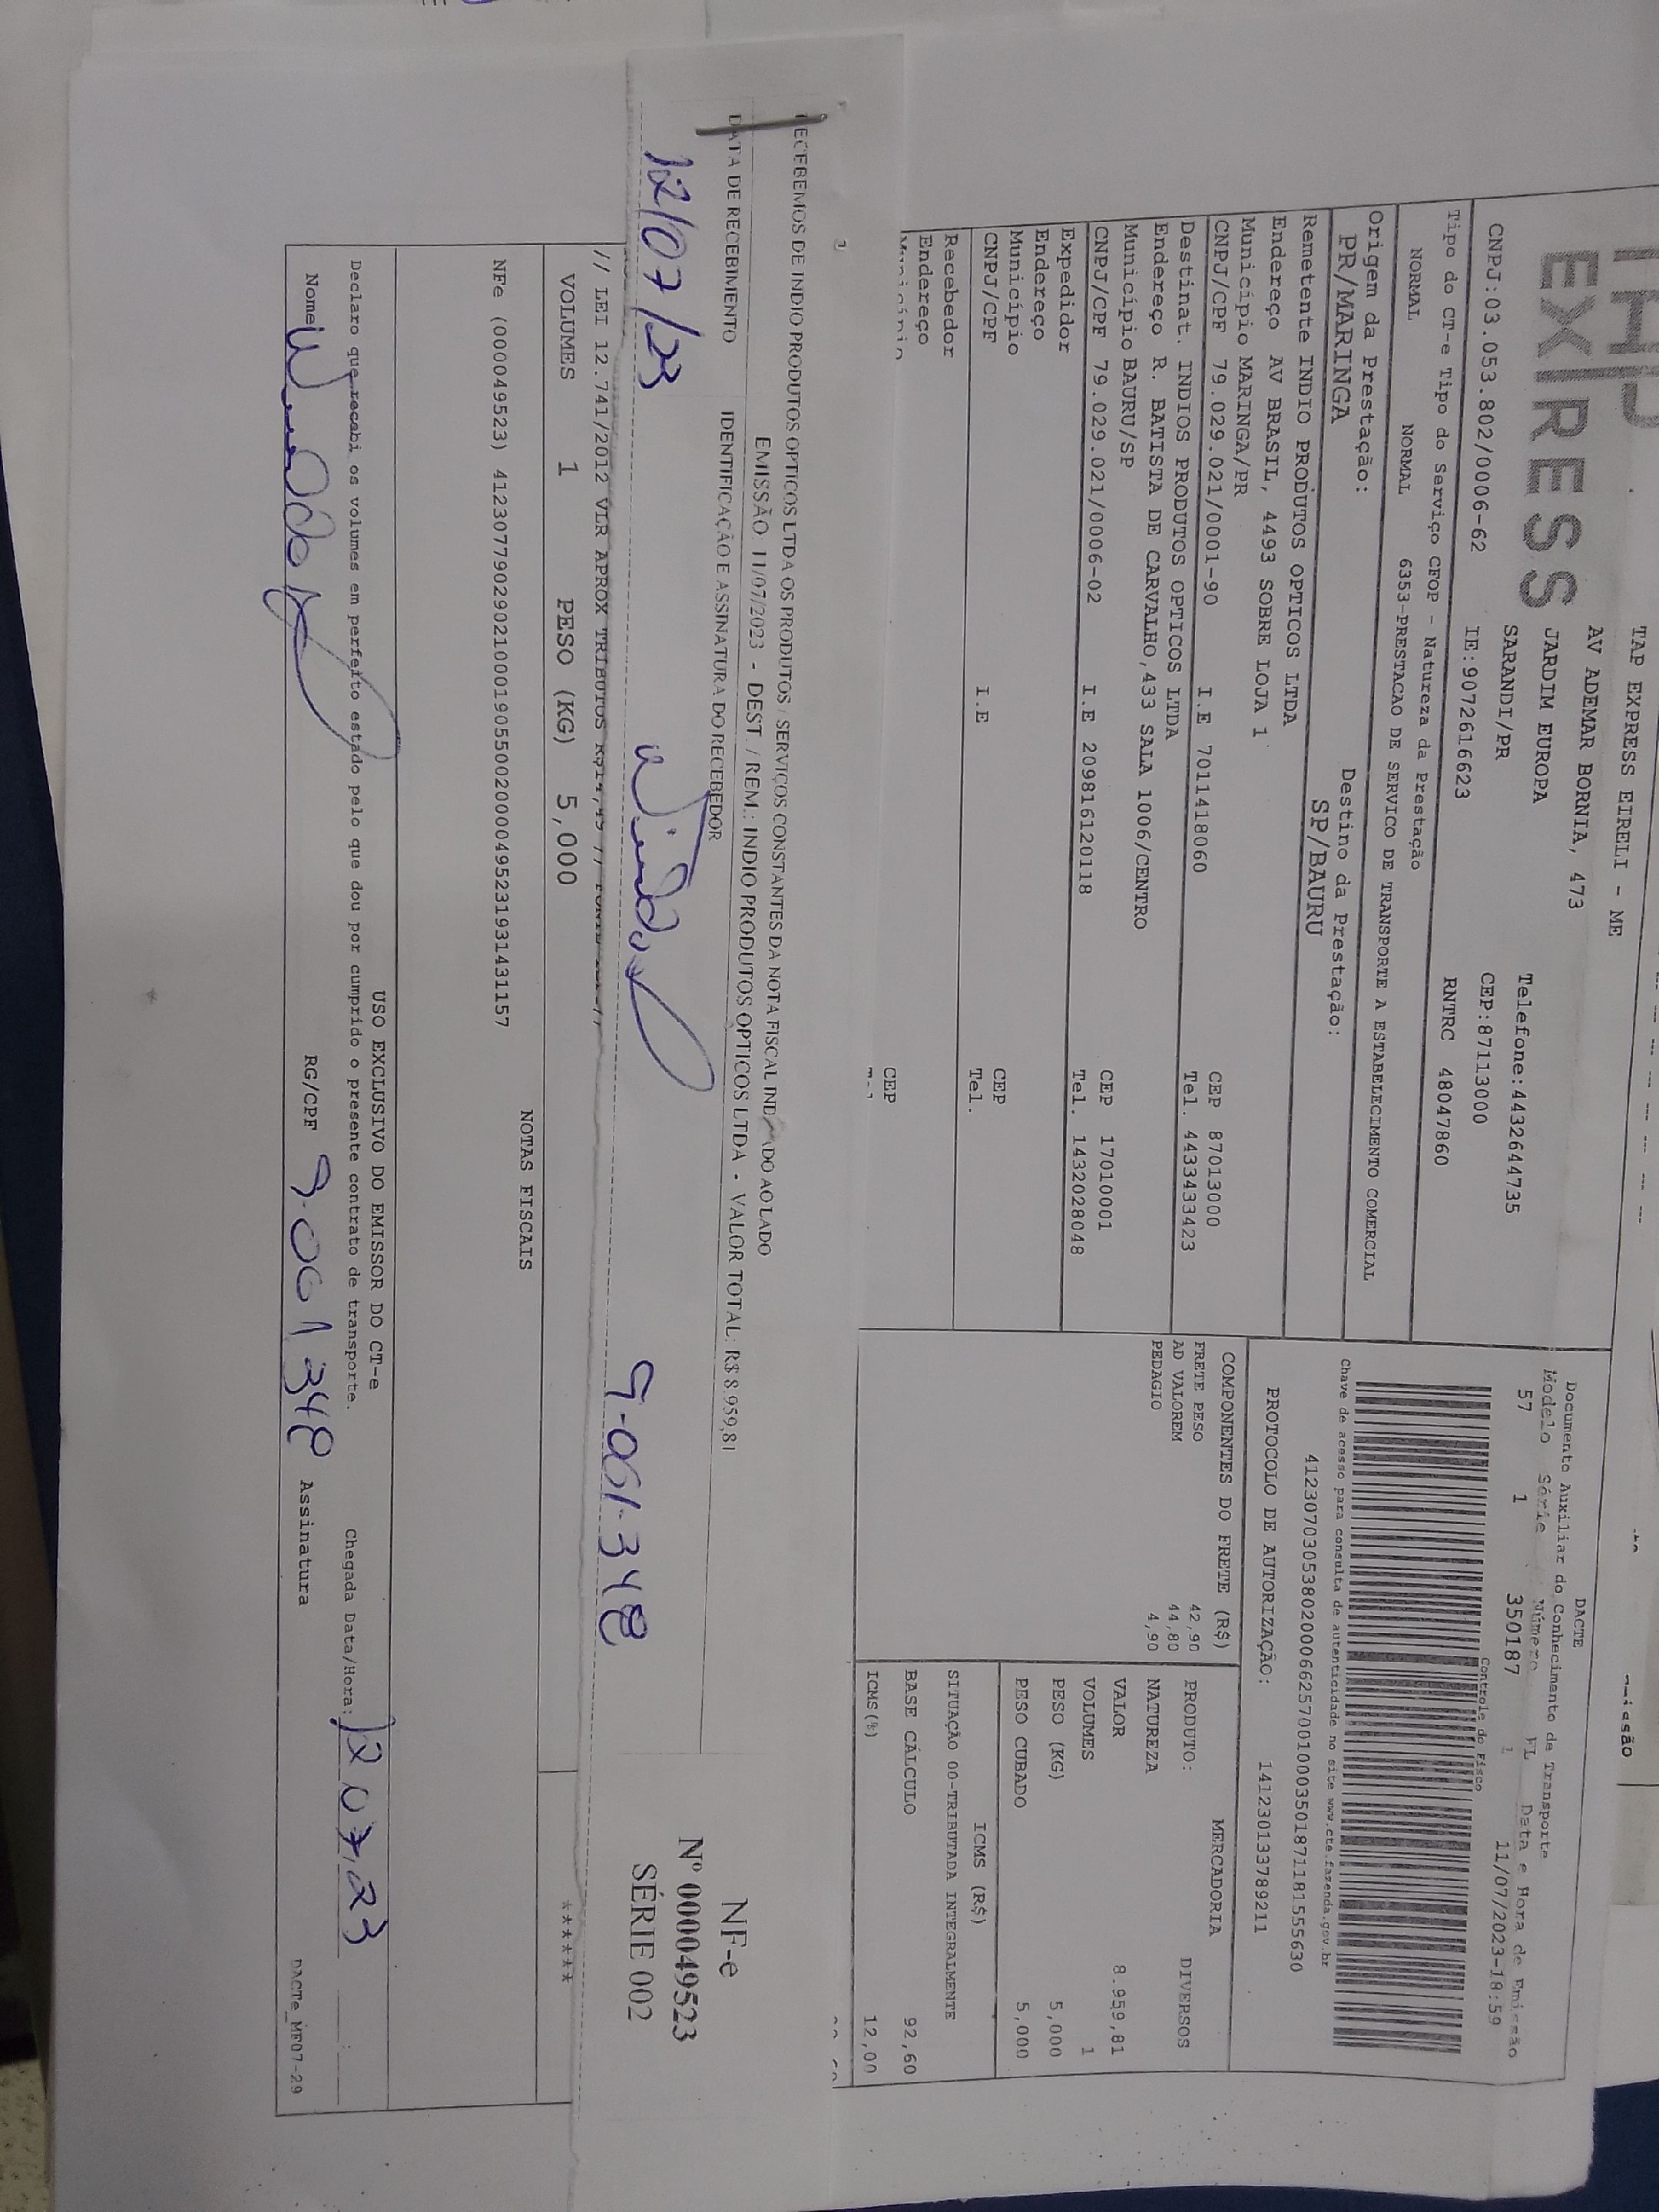 EXPRESS
TAP EXPRESS EIRELI - ME
AV ADEMAR BORNIA, 473
JARDIM EUROPA
SARANDI/PR
Telefone:4432644735
CEP:87113000
CNPJ:03.053.802/0006-62 IE:9072616623 RNTRC 48047860
Tipo do CT-e Tipo do Serviço CFOP - Natureza da Prestação
NORMAL NORMAL 6353-PRESTACAO DE SERVICO DE TRANSPORTE A ESTABELECIMENTO COMERCIAL
Origem da Prestação: Destino da Prestação:
PR/MARINGA SP/BAURU
Remetente INDIO PRODUTOS OPTICOS LTDA
Endereço AV BRASIL, 4493 SOBRE LOJA 1
Município MARINGA/PR CEP 87013000
CNPJ/CPF 79.029.021/0001-90 I.E 7011418060 Tel. 4433433423
Destinat. INDIOS PRODUTOS OPTICOS LTDA
Endereço R. BATISTA DE CARVALHO,433 SALA 1006/CENTRO
Município BAURU/SP CEP 17010001
CNPJ/CPF 79.029.021/0006-02 I.E 209816120118 Tel. 1432028048
Expedidor
Endereço
Município CEP
CNPJ/CPF I.E Tel.
Recebedor
Endereço
CEP
DACTE
Documento Auxiliar do Conhecimento de Transporte
Modelo Série Número FL Data e Hora de Emissão
57 1 350187 1 11/07/2023-18:59
Controle do Fisco
Chave de acesso para consulta de autenticidade no site www.cte.fazenda.gov.br
41230703053802000662570010003501871181555630
PROTOCOLO DE AUTORIZAÇÃO: 141230133789211
COMPONENTES DO FRETE (R$)
FRETE PESO 42,90
AD VALOREM 44,80
PEDAGIO 4,90
MERCADORIA
PRODUTO: DIVERSOS
NATUREZA
VALOR 8.959,81
VOLUMES 1
PESO (KG) 5,000
PESO CUBADO 5,000
ICMS (R$)
SITUAÇÃO 00-TRIBUTADA INTEGRALMENTE
BASE CÁLCULO 92,60
ICMS(%) 12,00
RECEBEMOS DE INDIO PRODUTOS OPTICOS LTDA OS PRODUTOS / SERVIÇOS CONSTANTES DA NOTA FISCAL INDICADO AO LADO
EMISSÃO: 11/07/2023 - DEST. / REM.: INDIO PRODUTOS OPTICOS LTDA - VALOR TOTAL: R$ 8.959,81
DATA DE RECEBIMENTO IDENTIFICAÇÃO E ASSINATURA DO RECEBEDOR
12/07/23 9.061.348
NF-e
Nº 000049523
SÉRIE 002
// LEI 12.741/2012 VLR APROX TRIBUTOS
VOLUMES 1 PESO (KG) 5,000 ******
NOTAS FISCAIS
NFe (000049523) 41230779029021000190550020000495231931431157
USO EXCLUSIVO DO EMISSOR DO CT-e
Declaro que recebi os volumes em perfeito estado pelo que dou por cumprido o presente contrato de transporte. Chegada Data/Hora: 12.07.23
Nome RG/CPF 9.061348 Assinatura
DACTe_MF07-29